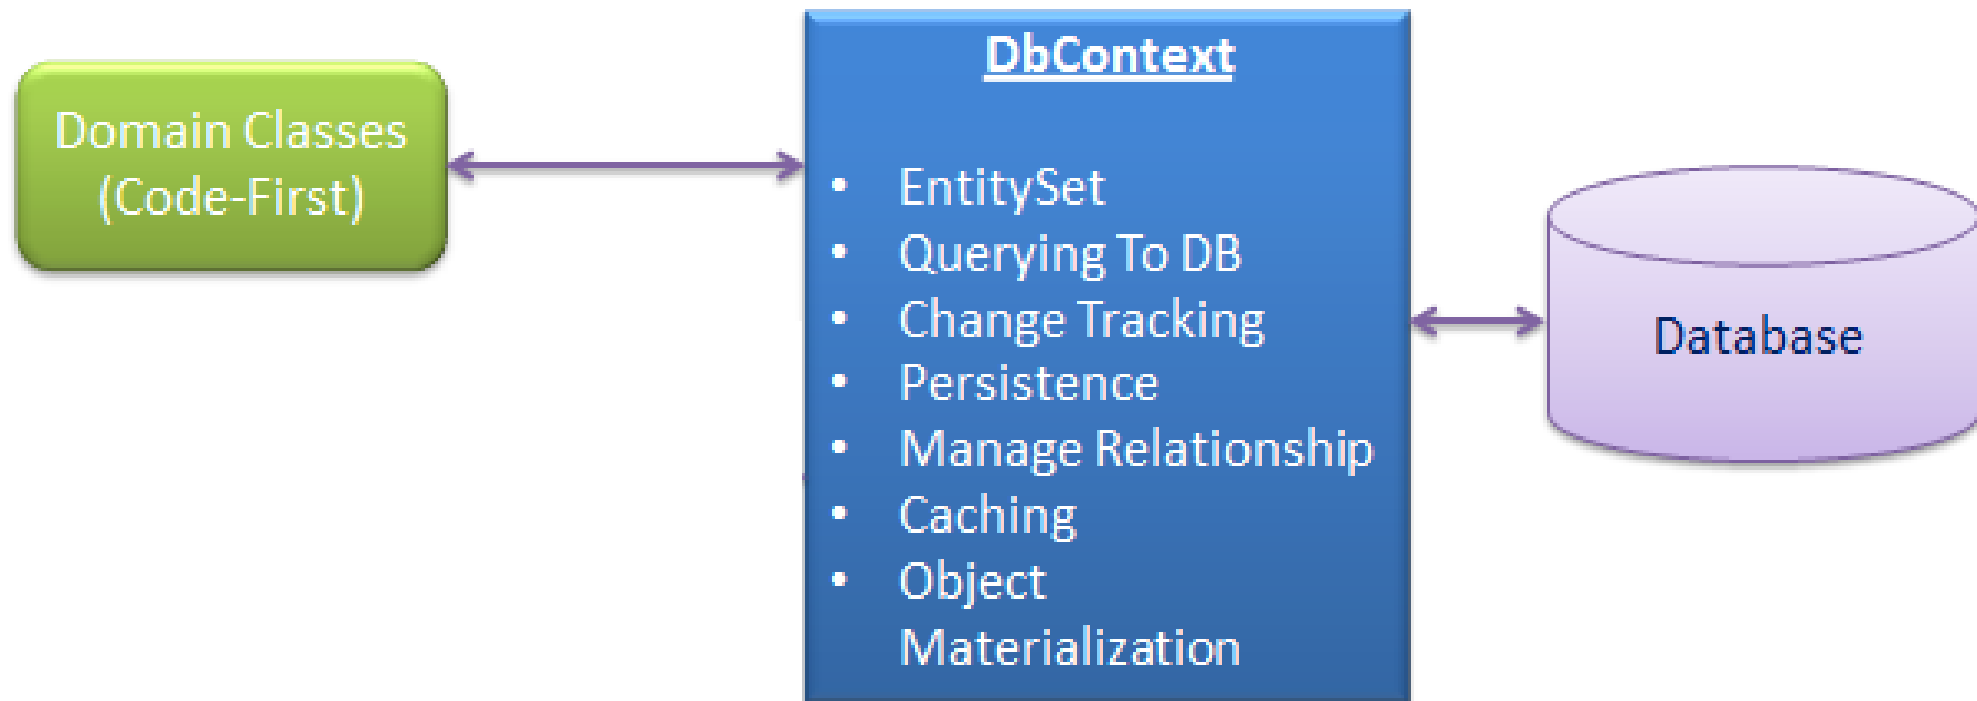 Domain Classes
(Code-First)
DbContext
• EntitySet
• Querying To DB
• Change Tracking
• Persistence
• Manage Relationship
• Caching
• Object
Materialization
Database